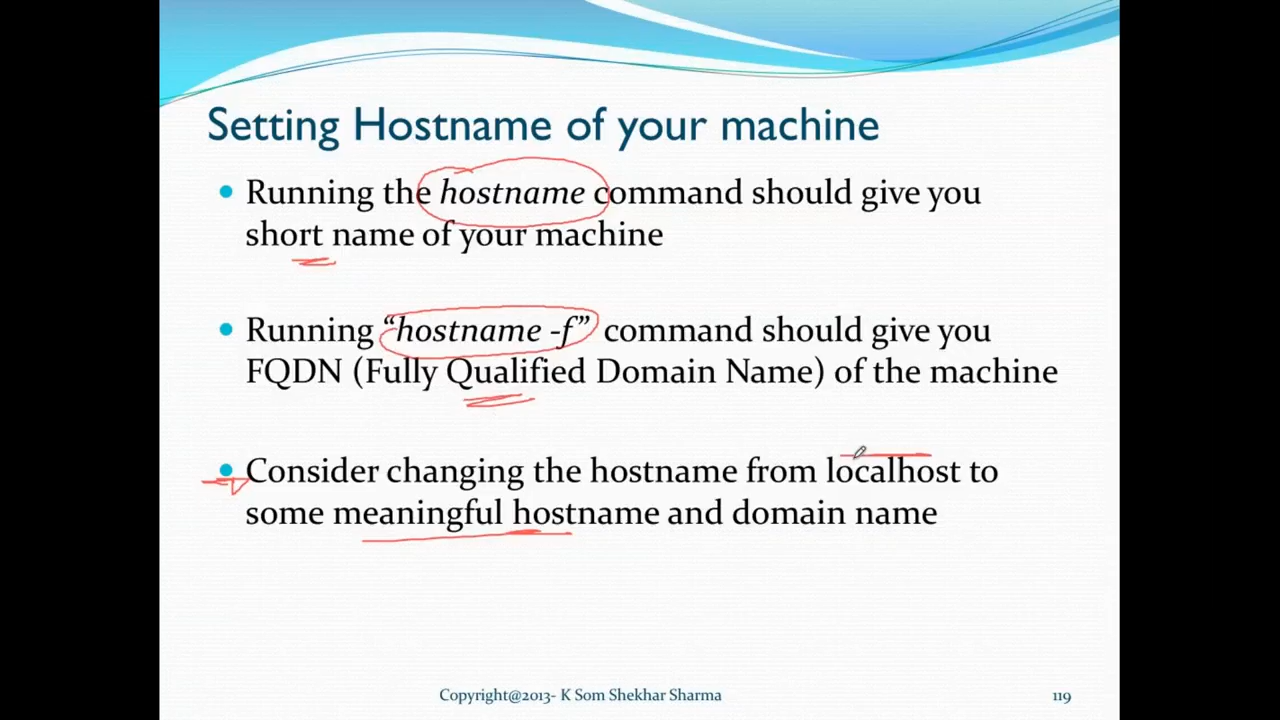 Setting Hostname of your machine
Running the hostname command should give you
short name of your machine
Running “hostname -f” command should give you
FQDN (Fully Qualified Domain Name) of the machine
Consider changing the hostname from localhost to
some meaningful hostname and domain name
Copyright@2013- K Som Shekhar Sharma
119